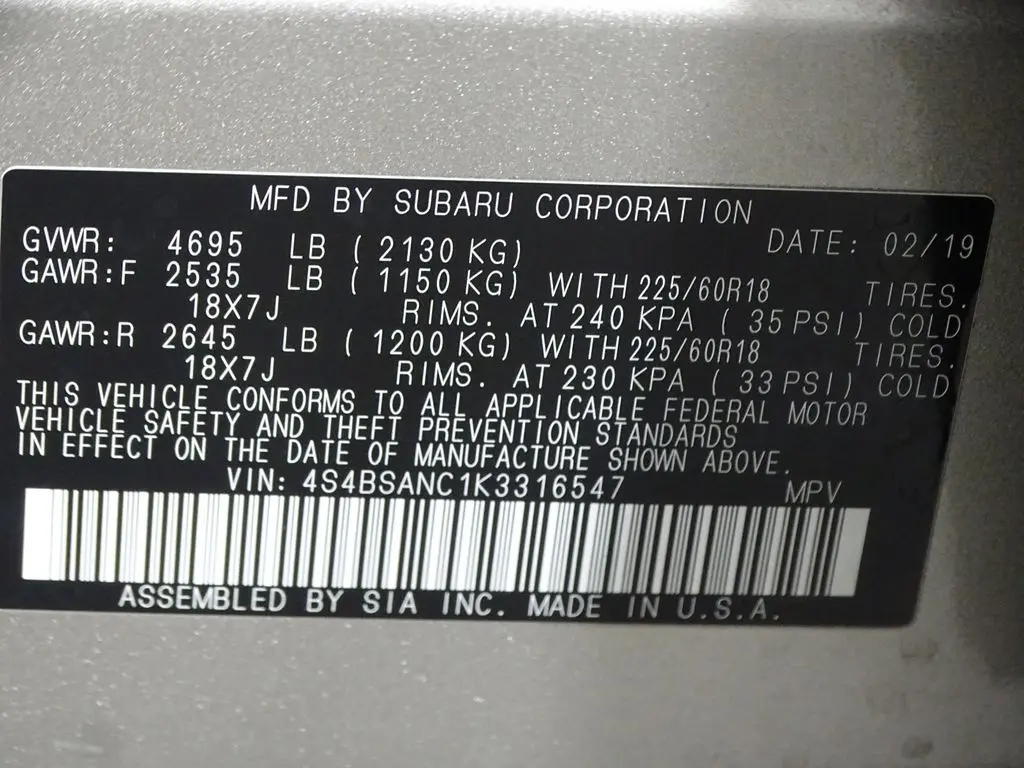 MFD BY SUBARU CORPORATION
GVWR: 4695 LB ( 2130 KG) DATE: 02/19
GAWR:F 2535 LB ( 1150 KG) WITH 225/60R18 TIRES.
18X7J RIMS. AT 240 KPA ( 35 PSI) COLD
GAWR:R 2645 LB ( 1200 KG) WITH 225/60R18 TIRES.
18X7J RIMS. AT 230 KPA ( 33 PSI) COLD
THIS VEHICLE CONFORMS TO ALL APPLICABLE FEDERAL MOTOR
VEHICLE SAFETY AND THEFT PREVENTION STANDARDS
IN EFFECT ON THE DATE OF MANUFACTURE SHOWN ABOVE.
VIN: 4S4BSANC1K3316547 MPV
ASSEMBLED BY SIA INC. MADE IN U.S.A.